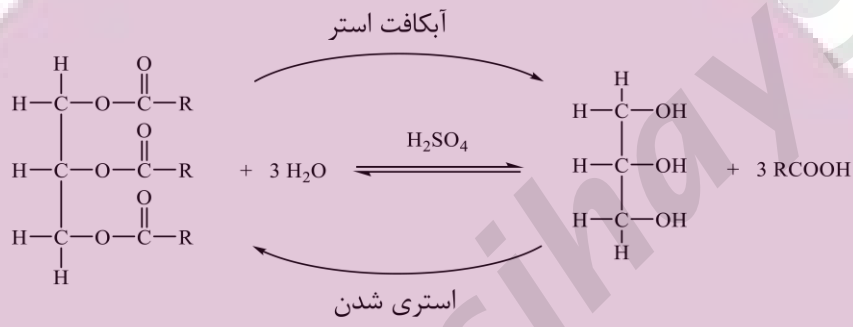 آبکافت استر
H O
H—C—O—C—R
O
H—C—O—C—R + 3 H₂O
O
H—C—O—C—R
H
H₂SO₄
H
H—C—OH
H—C—OH + 3 RCOOH
H—C—OH
H
استری شدن